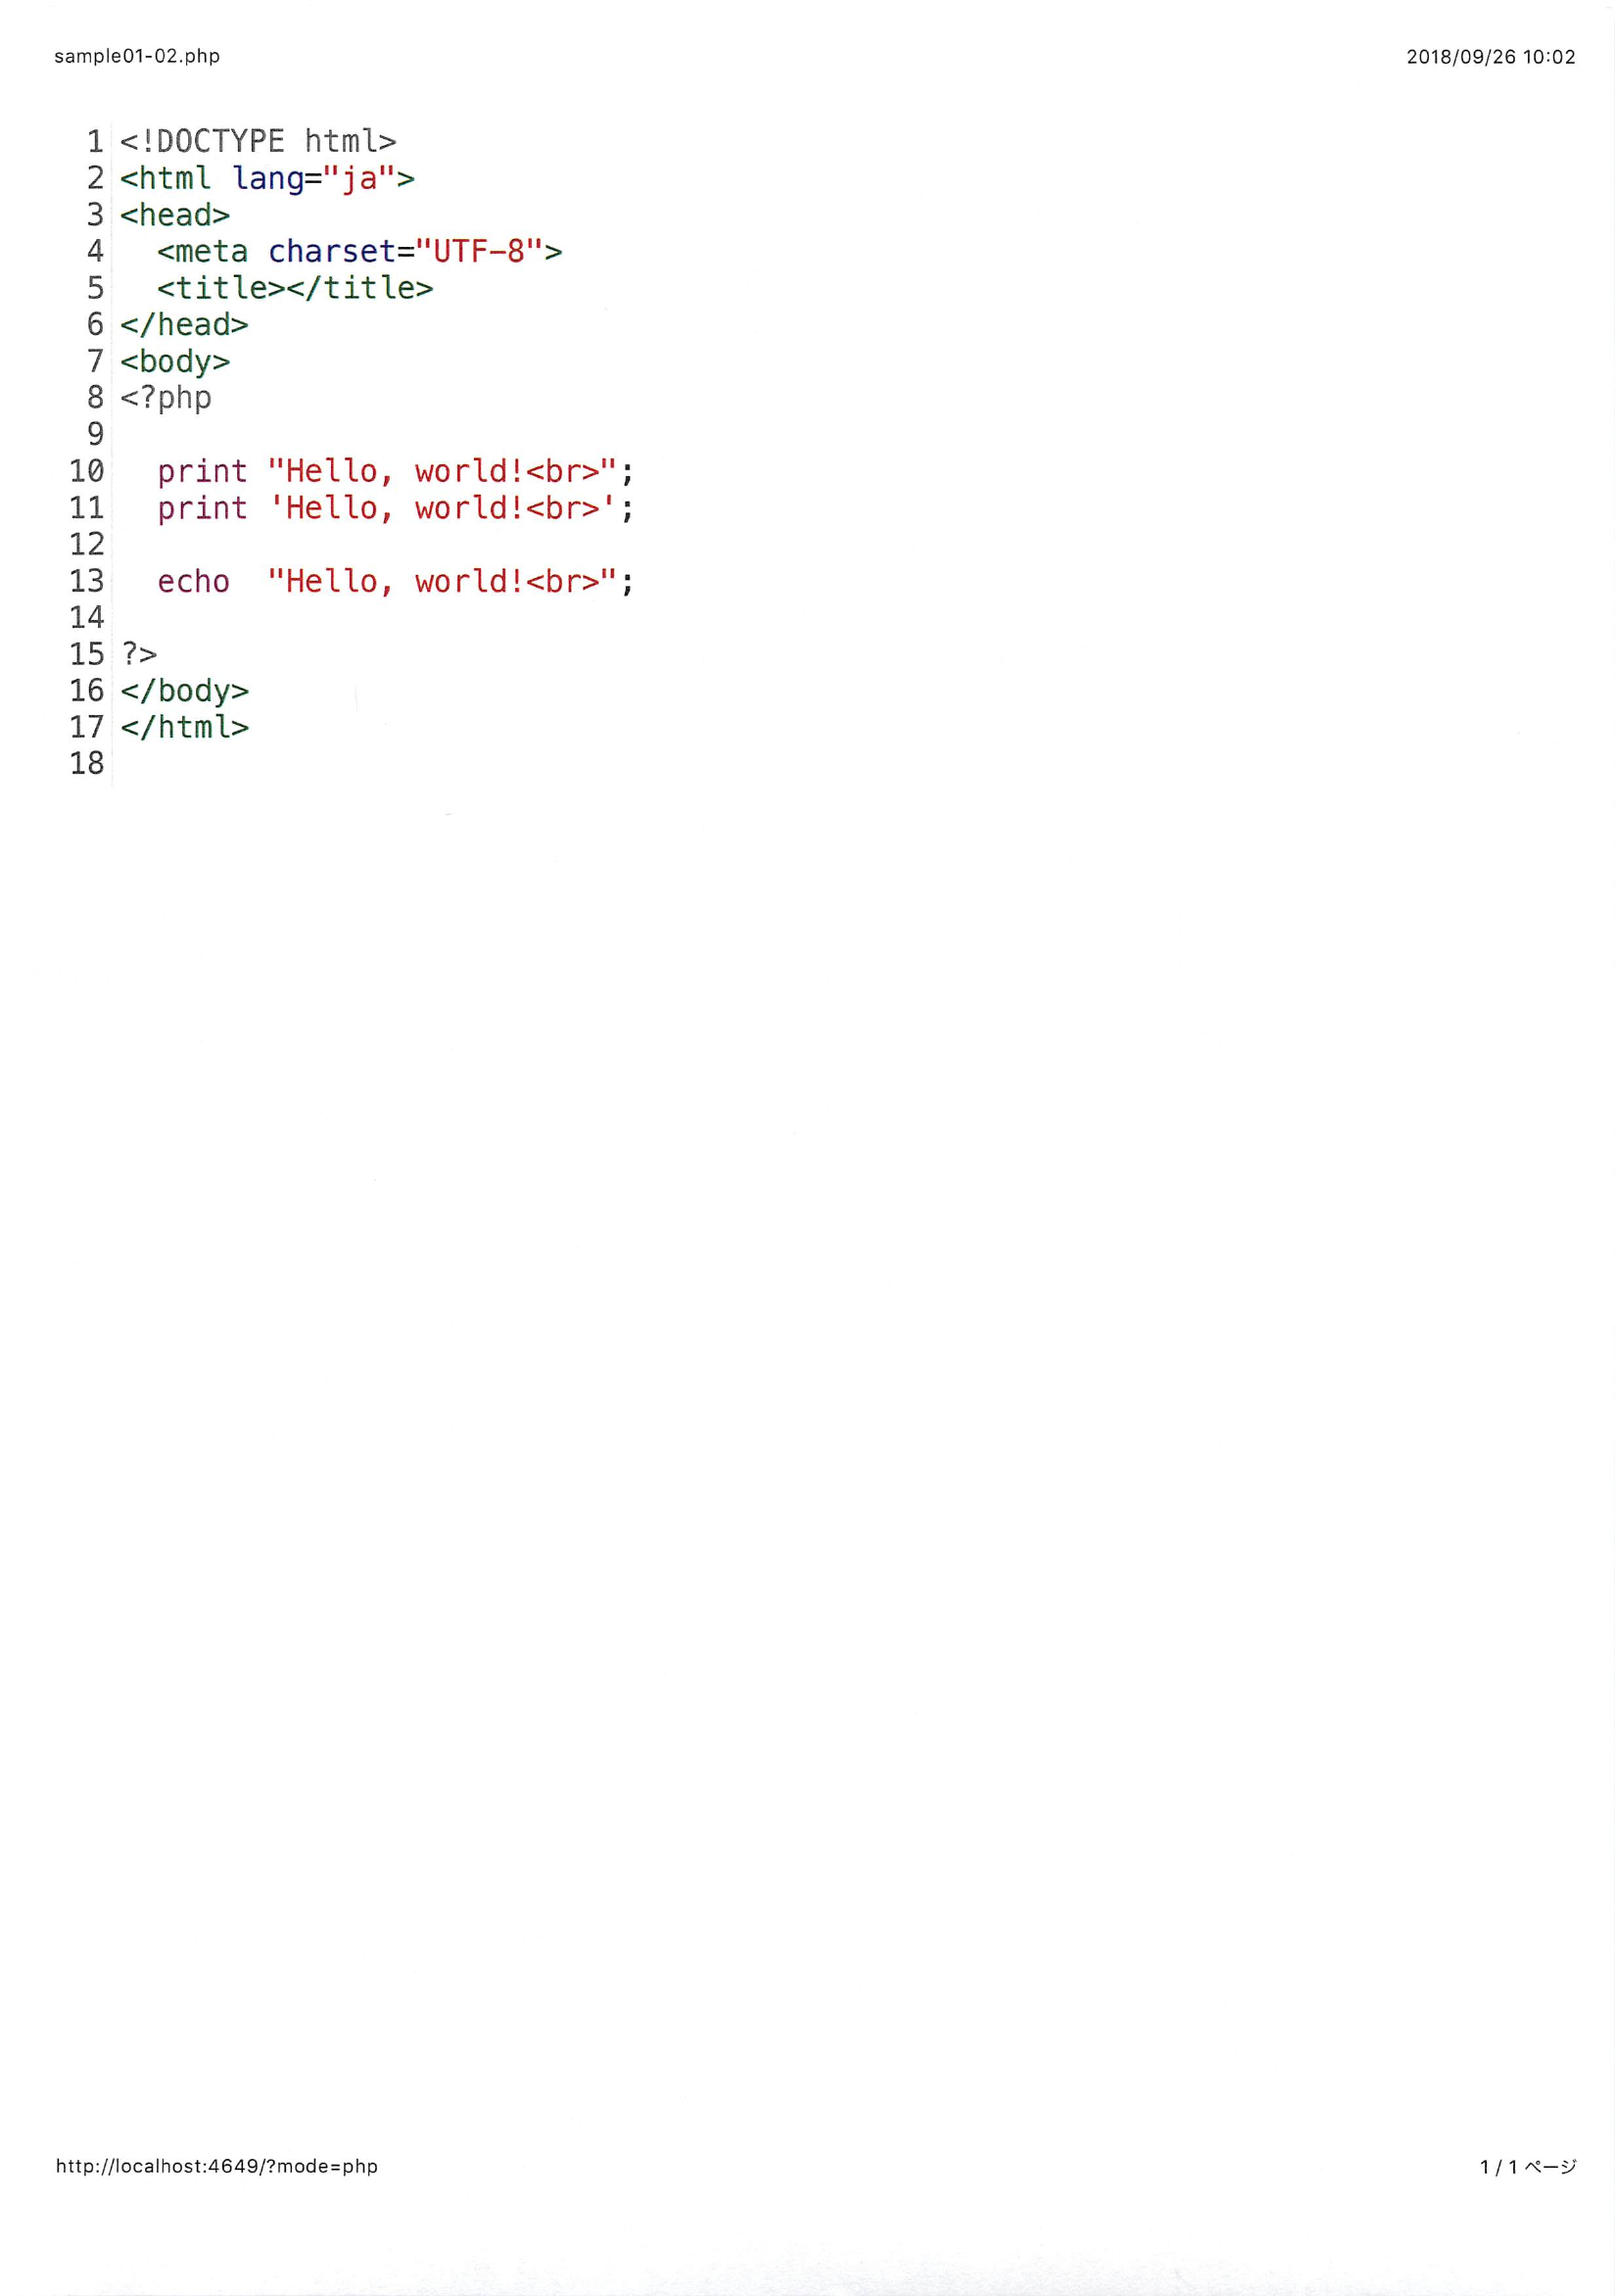 sample01-02.php
2018/09/26 10:02
1 <!DOCTYPE html>
2 <html lang="ja">
3 <head>
4   <meta charset="UTF-8">
5   <title></title>
6 </head>
7 <body>
8 <?php
9
10   print "Hello, world!<br>";
11   print 'Hello, world!<br>';
12
13   echo  "Hello, world!<br>";
14
15 ?>
16 </body>
17 </html>
18
http://localhost:4649/?mode=php
1 / 1 ページ